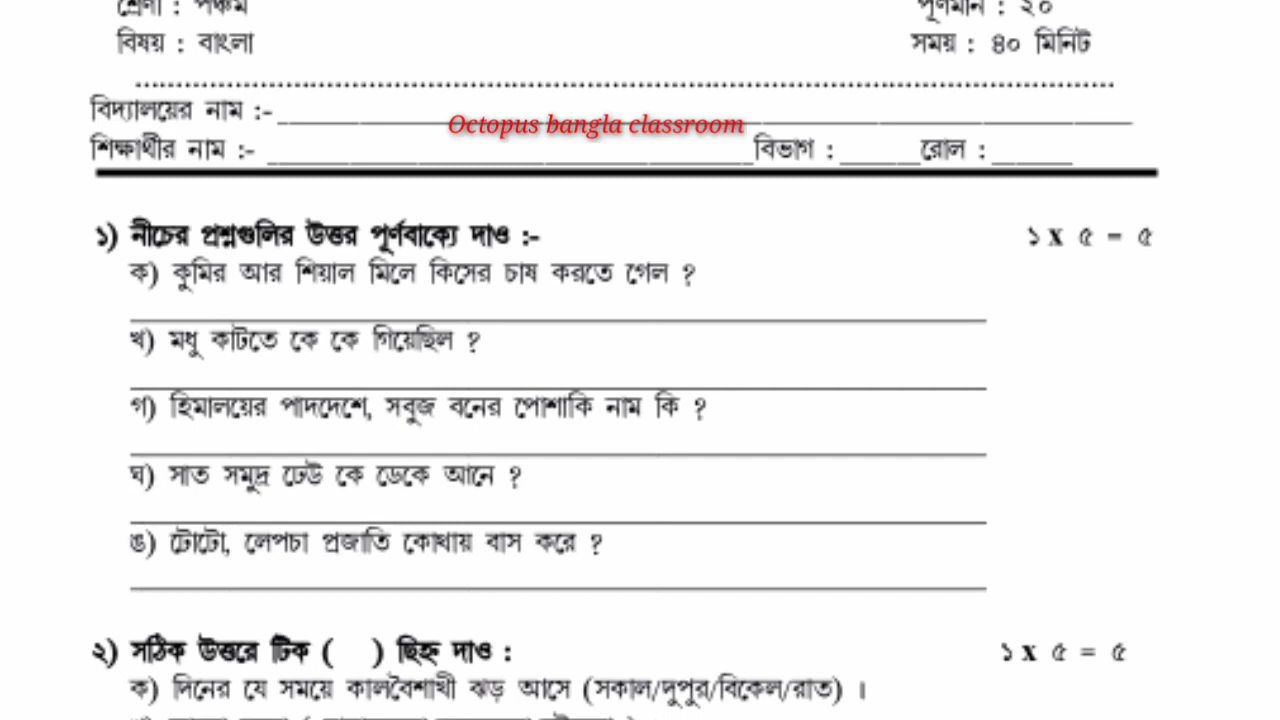 শ্রেণী : পঞ্চম পূর্ণমান : ২০
বিষয় : বাংলা সময় : ৪০ মিনিট
বিদ্যালয়ের নাম :-
Octopus bangla classroom
শিক্ষার্থীর নাম :- বিভাগ : রোল :
১) নীচের প্রশ্নগুলির উত্তর পূর্ণবাক্যে দাও :- ১ x ৫ = ৫
ক) কুমির আর শিয়াল মিলে কিসের চাষ করতে গেল ?
খ) মধু কাটতে কে কে গিয়েছিল ?
গ) হিমালয়ের পাদদেশে, সবুজ বনের পোশাকি নাম কি ?
ঘ) সাত সমুদ্র ঢেউ কে ডেকে আনে ?
ঙ) টোটো, লেপচা প্রজাতি কোথায় বাস করে ?
২) সঠিক উত্তরে টিক ( ) ছিহ্ন দাও : ১ x ৫ = ৫
ক) দিনের যে সময়ে কালবৈশাখী ঝড় আসে (সকাল/দুপুর/বিকেল/রাত) ।